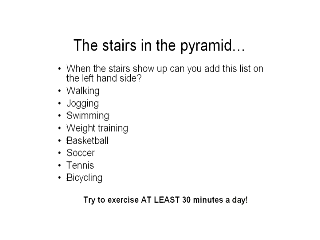 The stairs in the pyramid…
• When the stairs show up can you add this list on
the left hand side?
• Walking
• Jogging
• Swimming
• Weight training
• Basketball
• Soccer
• Tennis
• Bicycling
Try to exercise AT LEAST 30 minutes a day!